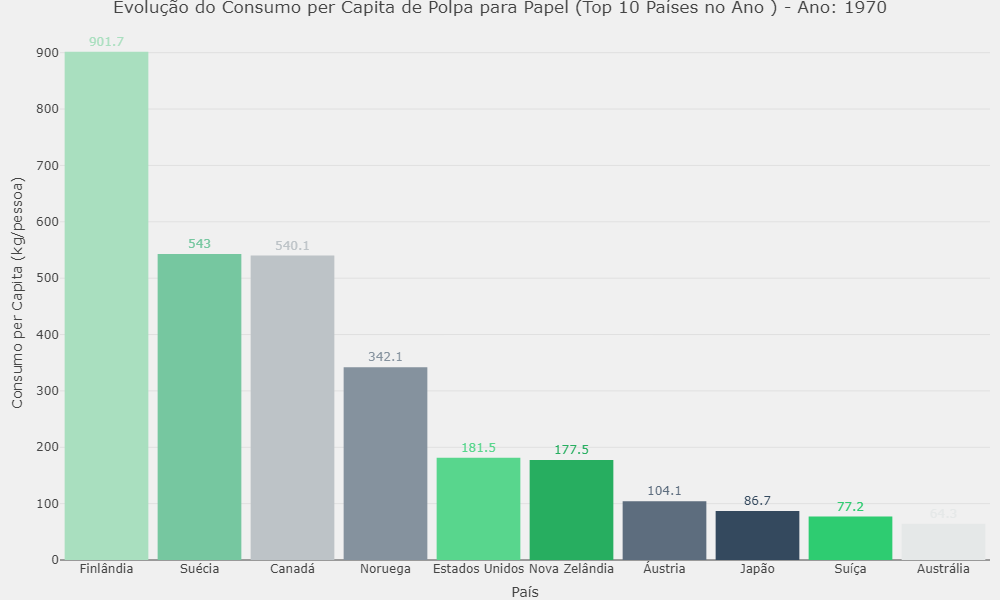 Evolução do Consumo per Capita de Polpa para Papel (Top 10 Países no Ano ) - Ano: 1970
901.7
543
540.1
342.1
181.5
177.5
104.1
86.7
77.2
64.3
900
800
700
600
500
400
300
200
100
0
Consumo per Capita (kg/pessoa)
Finlândia
Suécia
Canadá
Noruega
Estados Unidos
Nova Zelândia
Áustria
Japão
Suíça
Austrália
País